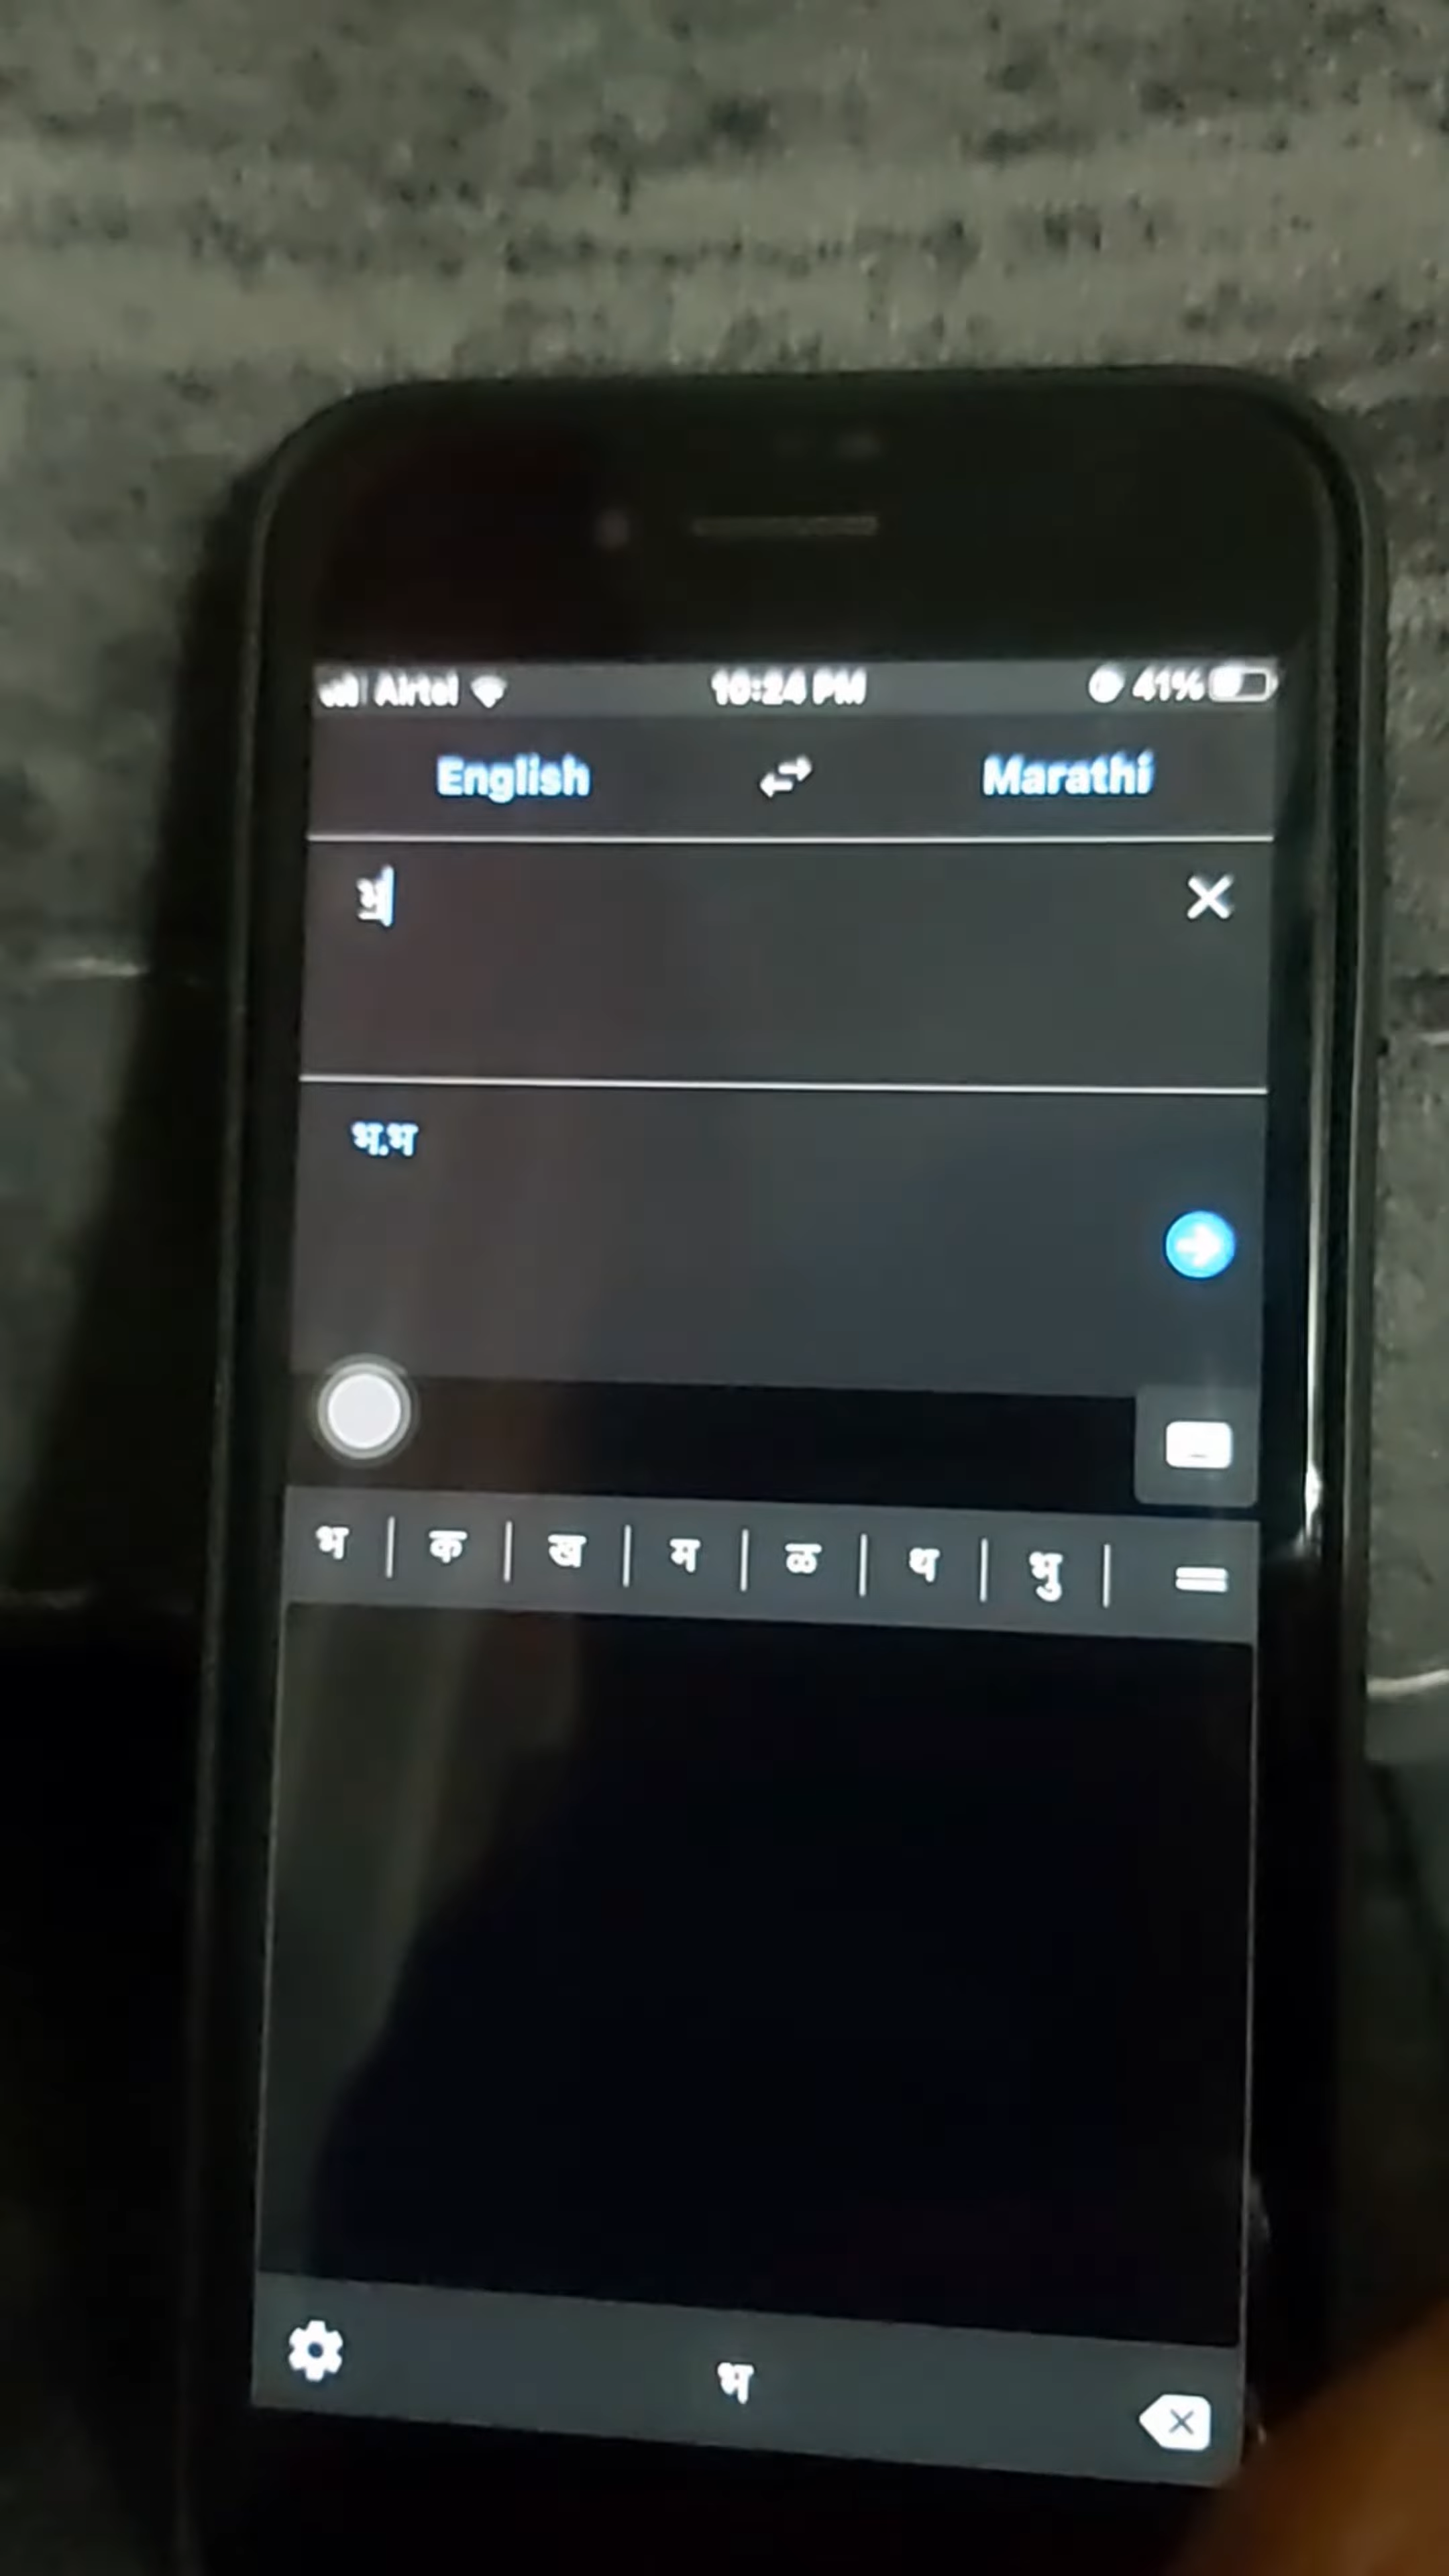 Airtel 10:24 PM 41%
English Marathi
भ
भ.भ
भ क ख म ळ थ भु
भ